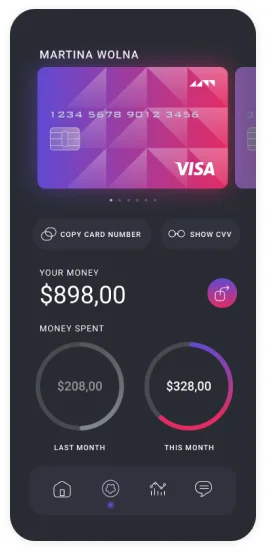 MARTINA WOLNA
1234 5678 9012 3456
VISA
COPY CARD NUMBER
SHOW CVV
YOUR MONEY
$898,00
MONEY SPENT
$208,00
$328,00
LAST MONTH
THIS MONTH